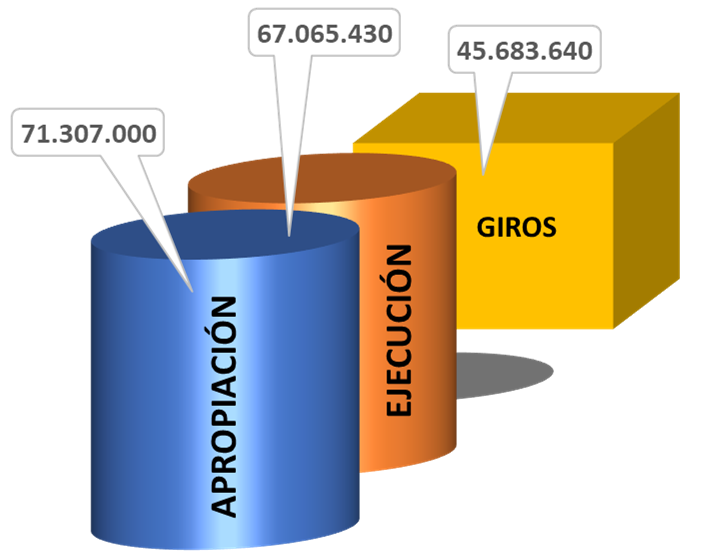 67.065.430
45.683.640
71.307.000
GIROS
EJECUCIÓN
APROPIACIÓN